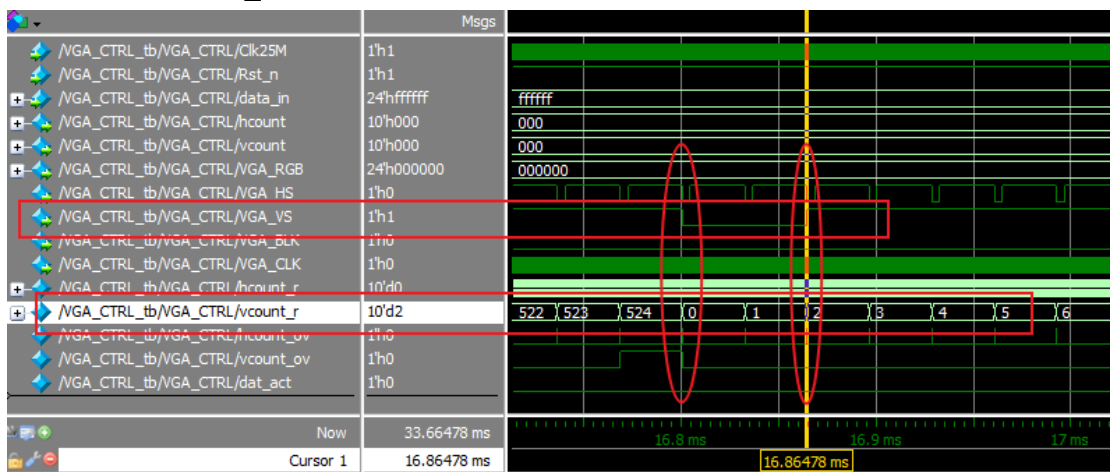 Msgs
/VGA_CTRL_tb/VGA_CTRL/Clk25M 1'h1
/VGA_CTRL_tb/VGA_CTRL/Rst_n 1'h1
/VGA_CTRL_tb/VGA_CTRL/data_in 24'hffffff ffffff
/VGA_CTRL_tb/VGA_CTRL/hcount 10'h000 000
/VGA_CTRL_tb/VGA_CTRL/vcount 10'h000 000
/VGA_CTRL_tb/VGA_CTRL/VGA_RGB 24'h000000 000000
/VGA_CTRL_tb/VGA_CTRL/VGA_HS 1'h0
/VGA_CTRL_tb/VGA_CTRL/VGA_VS 1'h1
/VGA_CTRL_tb/VGA_CTRL/VGA_BLK 1'h0
/VGA_CTRL_tb/VGA_CTRL/VGA_CLK 1'h0
/VGA_CTRL_tb/VGA_CTRL/hcount_r 10'd0
/VGA_CTRL_tb/VGA_CTRL/vcount_r 10'd2 522 523 524 0 1 2 3 4 5 6
/VGA_CTRL_tb/VGA_CTRL/hcount_ov 1'h0
/VGA_CTRL_tb/VGA_CTRL/vcount_ov 1'h0
/VGA_CTRL_tb/VGA_CTRL/dat_act 1'h0
Now 33.66478 ms 16.8 ms 16.9 ms 17 ms
Cursor 1 16.86478 ms 16.86478 ms